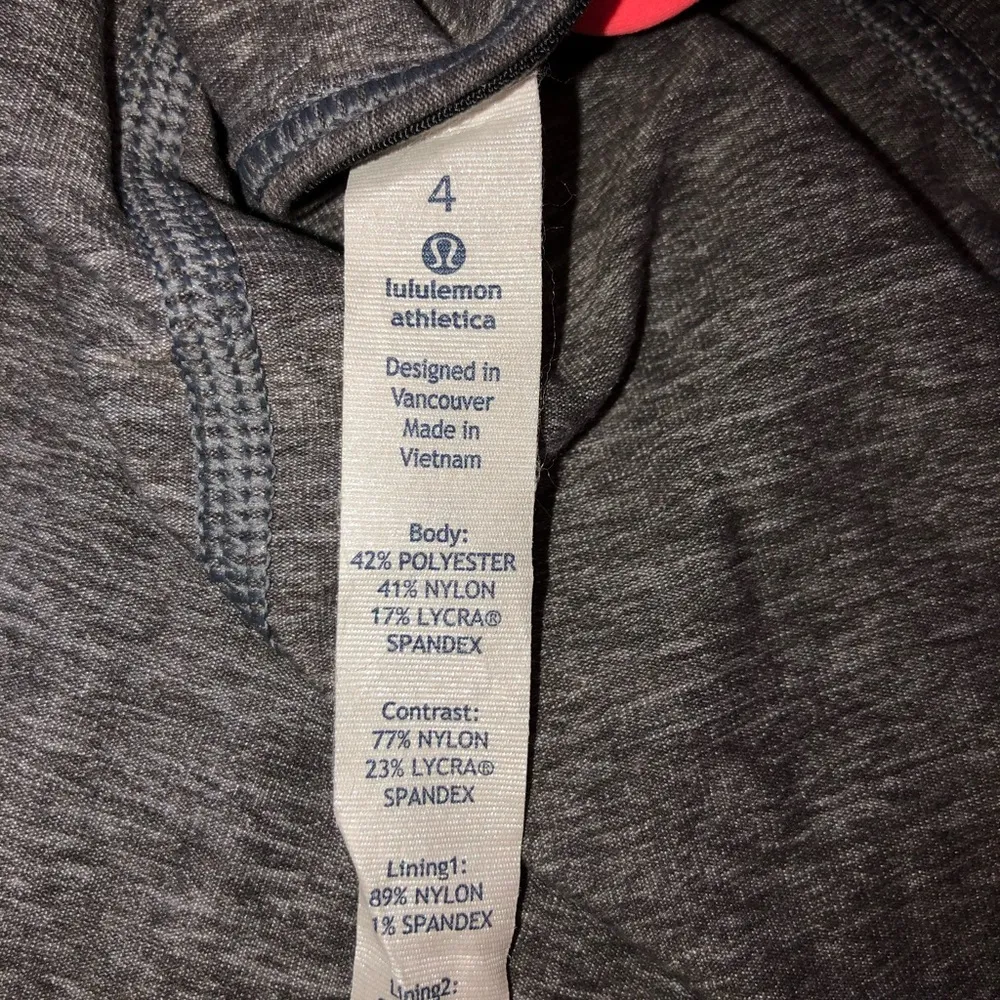 4
lululemon
athletica
Designed in
Vancouver
Made in
Vietnam
Body:
42% POLYESTER
41% NYLON
17% LYCRA®
SPANDEX
Contrast:
77% NYLON
23% LYCRA®
SPANDEX
Lining1:
89% NYLON
1% SPANDEX
Lining2: